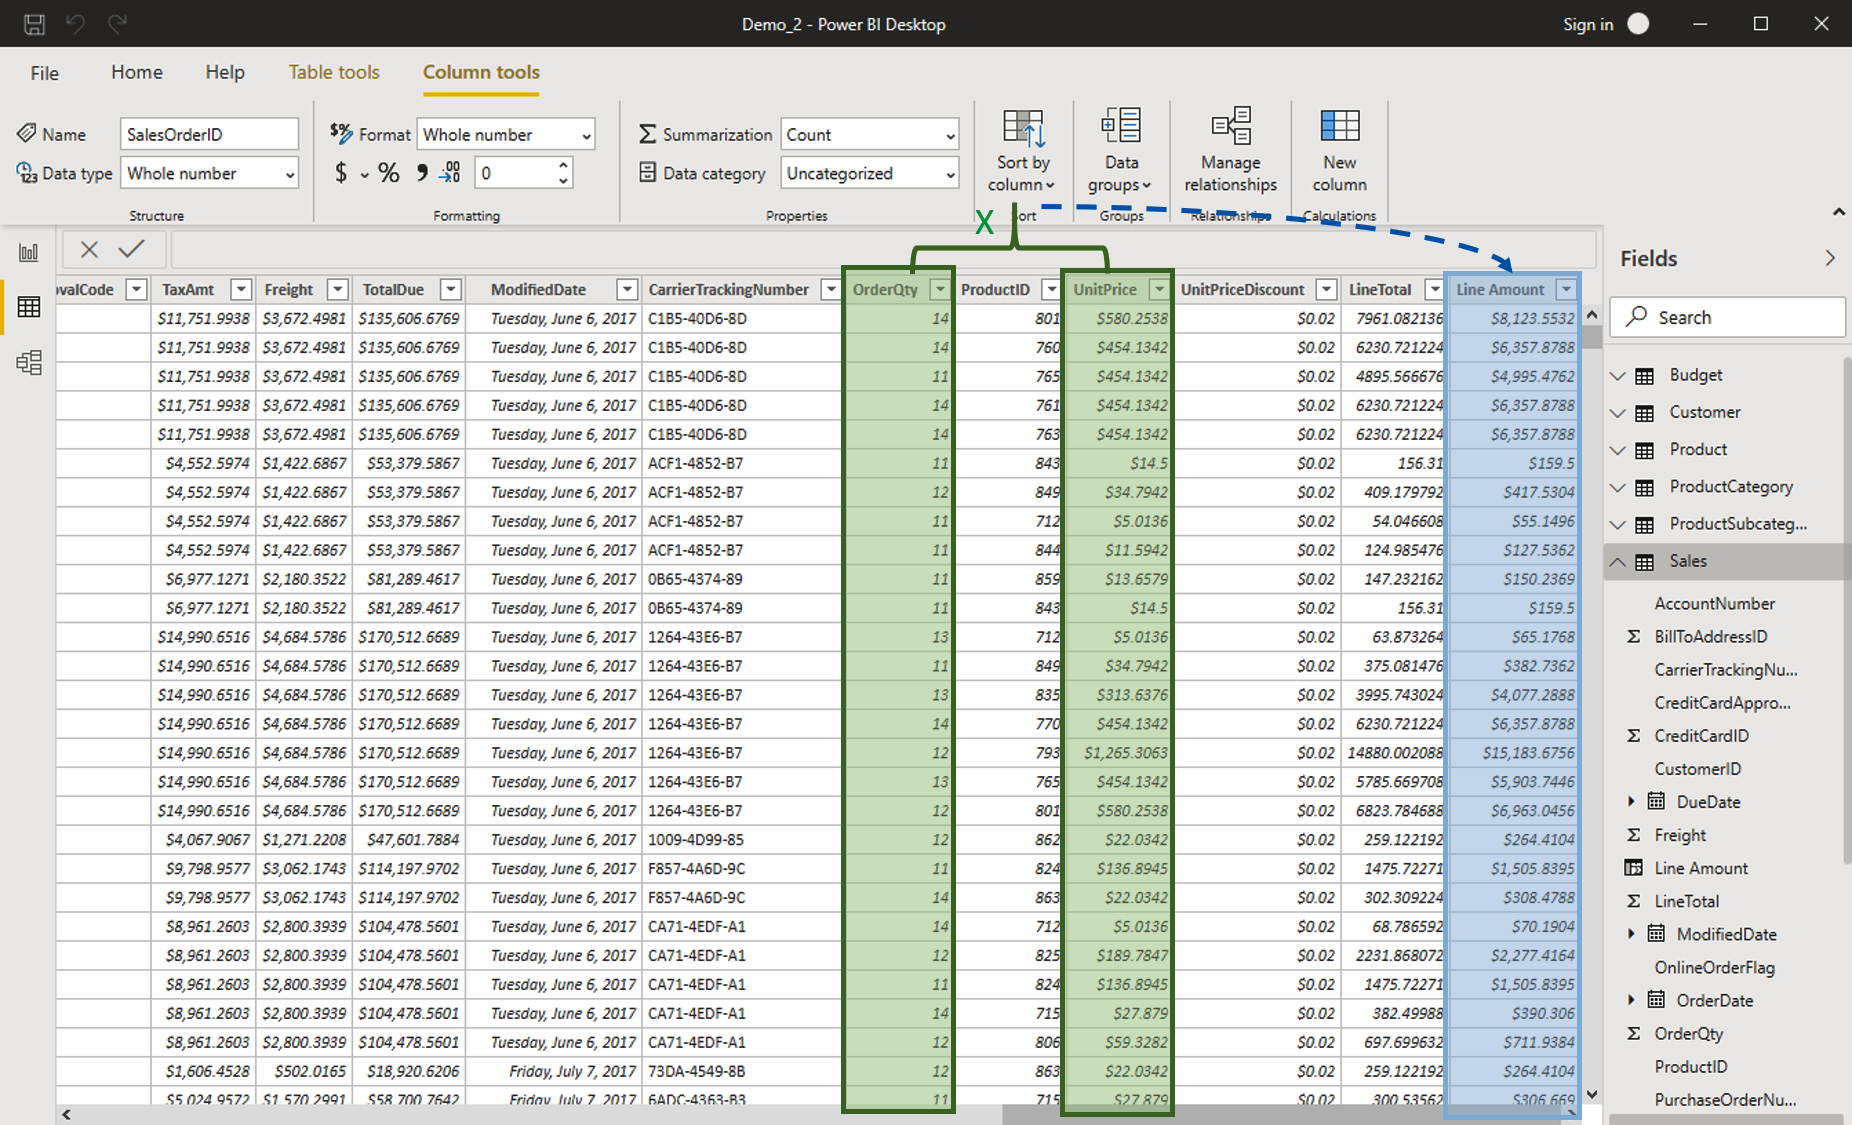 Demo_2 - Power BI Desktop Sign in
File Home Help Table tools Column tools
Name SalesOrderID $% Format Whole number Σ Summarization Count
Data type Whole number $ % 0 Data category Uncategorized
Sort by column Data groups Manage relationships New column
Structure Formatting Properties Sort Groups Relationships Calculations
X
Fields
Search
ovalCode TaxAmt Freight TotalDue ModifiedDate CarrierTrackingNumber OrderQty ProductID UnitPrice UnitPriceDiscount LineTotal Line Amount
$11,751.9938 $3,672.4981 $135,606.6769 Tuesday, June 6, 2017 C1B5-40D6-8D 14 801 $580.2538 $0.02 7961.082136 $8,123.5532
$11,751.9938 $3,672.4981 $135,606.6769 Tuesday, June 6, 2017 C1B5-40D6-8D 14 760 $454.1342 $0.02 6230.721224 $6,357.8788
$11,751.9938 $3,672.4981 $135,606.6769 Tuesday, June 6, 2017 C1B5-40D6-8D 11 765 $454.1342 $0.02 4895.566676 $4,995.4762
$11,751.9938 $3,672.4981 $135,606.6769 Tuesday, June 6, 2017 C1B5-40D6-8D 14 761 $454.1342 $0.02 6230.721224 $6,357.8788
$11,751.9938 $3,672.4981 $135,606.6769 Tuesday, June 6, 2017 C1B5-40D6-8D 14 763 $454.1342 $0.02 6230.721224 $6,357.8788
$4,552.5974 $1,422.6867 $53,379.5867 Tuesday, June 6, 2017 ACF1-4852-B7 11 843 $14.5 $0.02 156.31 $159.5
$4,552.5974 $1,422.6867 $53,379.5867 Tuesday, June 6, 2017 ACF1-4852-B7 12 849 $34.7942 $0.02 409.179792 $417.5304
$4,552.5974 $1,422.6867 $53,379.5867 Tuesday, June 6, 2017 ACF1-4852-B7 11 712 $5.0136 $0.02 54.046608 $55.1496
$4,552.5974 $1,422.6867 $53,379.5867 Tuesday, June 6, 2017 ACF1-4852-B7 11 844 $11.5942 $0.02 124.985476 $127.5362
$6,977.1271 $2,180.3522 $81,289.4617 Tuesday, June 6, 2017 0B65-4374-89 11 859 $13.6579 $0.02 147.232162 $150.2369
$6,977.1271 $2,180.3522 $81,289.4617 Tuesday, June 6, 2017 0B65-4374-89 11 843 $14.5 $0.02 156.31 $159.5
$14,990.6516 $4,684.5786 $170,512.6689 Tuesday, June 6, 2017 1264-43E6-B7 13 712 $5.0136 $0.02 63.873264 $65.1768
$14,990.6516 $4,684.5786 $170,512.6689 Tuesday, June 6, 2017 1264-43E6-B7 11 849 $34.7942 $0.02 375.081476 $382.7362
$14,990.6516 $4,684.5786 $170,512.6689 Tuesday, June 6, 2017 1264-43E6-B7 13 835 $313.6376 $0.02 3995.743024 $4,077.2888
$14,990.6516 $4,684.5786 $170,512.6689 Tuesday, June 6, 2017 1264-43E6-B7 14 770 $454.1342 $0.02 6230.721224 $6,357.8788
$14,990.6516 $4,684.5786 $170,512.6689 Tuesday, June 6, 2017 1264-43E6-B7 12 793 $1,265.3063 $0.02 14880.002088 $15,183.6756
$14,990.6516 $4,684.5786 $170,512.6689 Tuesday, June 6, 2017 1264-43E6-B7 13 765 $454.1342 $0.02 5785.669708 $5,903.7446
$14,990.6516 $4,684.5786 $170,512.6689 Tuesday, June 6, 2017 1264-43E6-B7 12 801 $580.2538 $0.02 6823.784688 $6,963.0456
$4,067.9067 $1,271.2208 $47,601.7884 Tuesday, June 6, 2017 1009-4D99-85 12 862 $22.0342 $0.02 259.122192 $264.4104
$9,798.9577 $3,062.1743 $114,197.9702 Tuesday, June 6, 2017 F857-4A6D-9C 11 824 $136.8945 $0.02 1475.72271 $1,505.8395
$9,798.9577 $3,062.1743 $114,197.9702 Tuesday, June 6, 2017 F857-4A6D-9C 14 863 $22.0342 $0.02 302.309224 $308.4788
$8,961.2603 $2,800.3939 $104,478.5601 Tuesday, June 6, 2017 CA71-4EDF-A1 14 712 $5.0136 $0.02 68.786592 $70.1904
$8,961.2603 $2,800.3939 $104,478.5601 Tuesday, June 6, 2017 CA71-4EDF-A1 12 825 $189.7847 $0.02 2231.868072 $2,277.4164
$8,961.2603 $2,800.3939 $104,478.5601 Tuesday, June 6, 2017 CA71-4EDF-A1 11 824 $136.8945 $0.02 1475.72271 $1,505.8395
$8,961.2603 $2,800.3939 $104,478.5601 Tuesday, June 6, 2017 CA71-4EDF-A1 14 715 $27.879 $0.02 382.49988 $390.306
$8,961.2603 $2,800.3939 $104,478.5601 Tuesday, June 6, 2017 CA71-4EDF-A1 12 806 $59.3282 $0.02 697.699632 $711.9384
$1,606.4528 $502.0165 $18,920.6206 Friday, July 7, 2017 73DA-4549-8B 12 863 $22.0342 $0.02 259.122192 $264.4104
$5,024.9572 $1,570.2991 $58,700.7642 Friday, July 7, 2017 6ADC-4363-B3 11 715 $27.879 $0.02 300.53562 $306.669
Budget
Customer
Product
ProductCategory
ProductSubcateg...
Sales
AccountNumber
Σ BillToAddressID
CarrierTrackingNu...
CreditCardAppro...
Σ CreditCardID
CustomerID
DueDate
Σ Freight
Line Amount
Σ LineTotal
ModifiedDate
OnlineOrderFlag
OrderDate
Σ OrderQty
ProductID
PurchaseOrderNu...